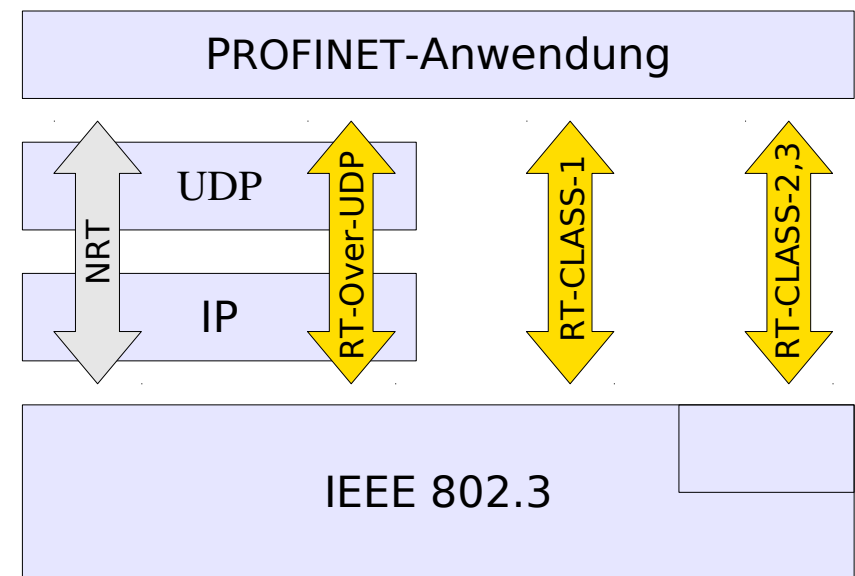 PROFINET-Anwendung
UDP
IP
NRT
RT-Over-UDP
RT-CLASS-1
RT-CLASS-2,3
IEEE 802.3